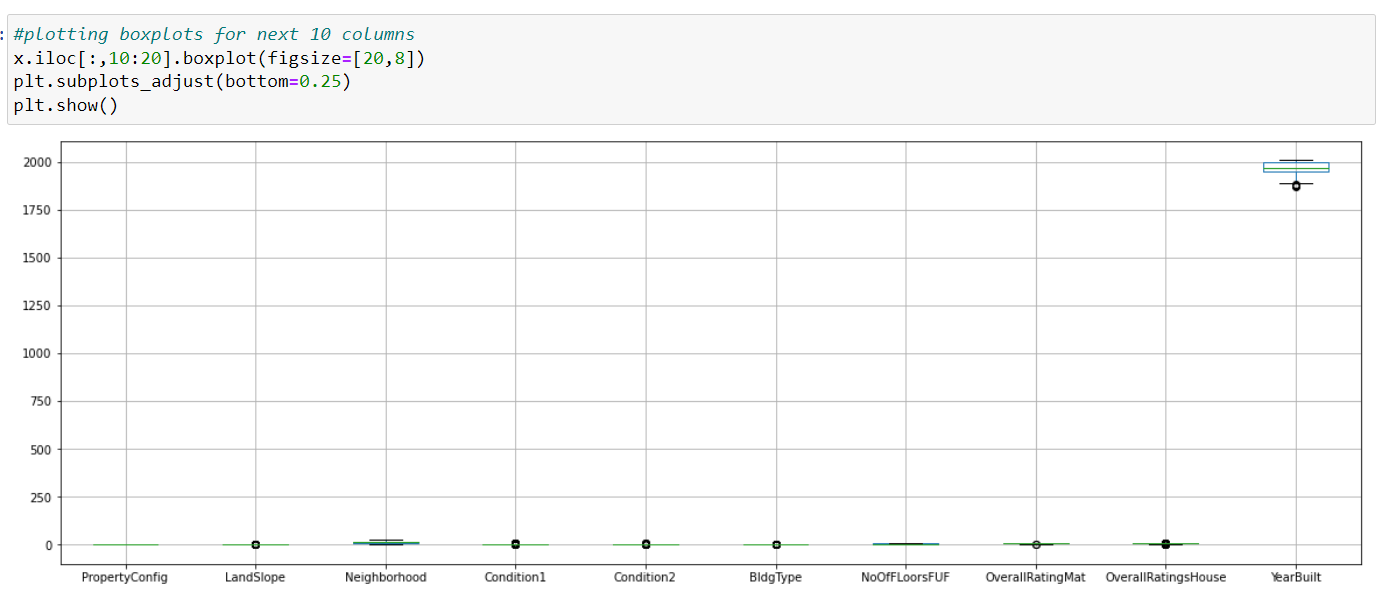 #plotting boxplots for next 10 columns
x.iloc[:,10:20].boxplot(figsize=[20,8])
plt.subplots_adjust(bottom=0.25)
plt.show()
2000
1750
1500
1250
1000
750
500
250
0
PropertyConfig LandSlope Neighborhood Condition1 Condition2 BldgType NoOfFLoorsFUF OverallRatingMat OverallRatingsHouse YearBuilt